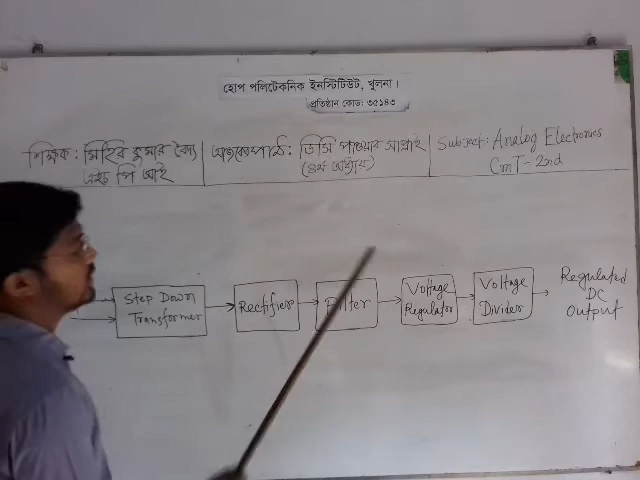 হোপ পলিটেকনিক ইনস্টিটিউট, খুলনা।
প্রতিষ্ঠান কোড: ৩৫১৪৩
শিক্ষক: মিহির কুমার বৈদ্য
এইচ পি আই
আজকের পাঠ: ডিসি পাওয়ার সাপ্লাই
(৪র্থ অধ্যায়)
Subject: Analog Electronics
CMT-2nd
Step Down
Transformer
Rectifier
Filter
Voltage
Regulator
Voltage
Divider
Regulated
DC
Output